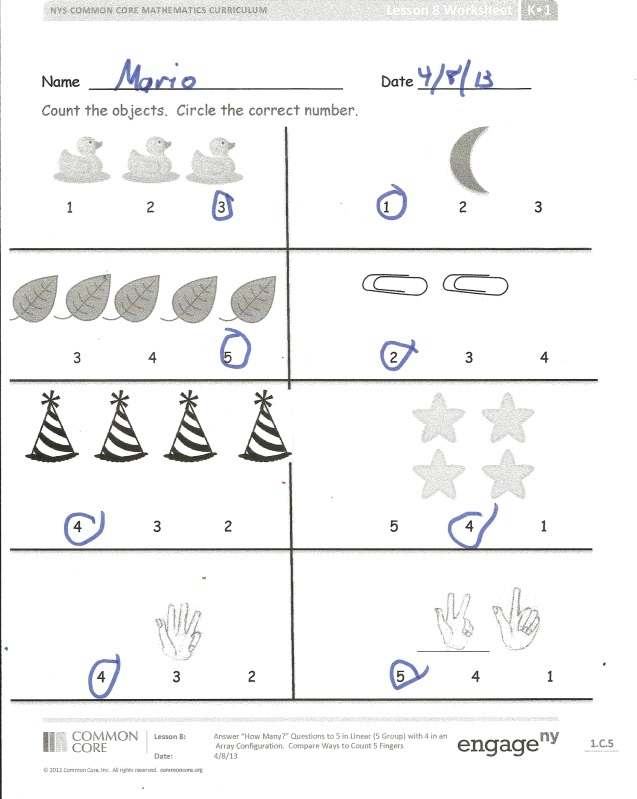 NYS COMMON CORE MATHEMATICS CURRICULUM
Lesson 8 Worksheet K•1
Name Mario Date 4/8/13
Count the objects. Circle the correct number.
1 2 3
1 2 3
3 4 5
2 3 4
4 3 2
5 4 1
4 3 2
5 4 1
COMMON CORE
Lesson 8: Answer "How Many?" Questions to 5 in Linear (5 Group) with 4 in an
Array Configuration. Compare Ways to Count 5 Fingers
Date: 4/8/13
© 2012 Common Core, Inc. All rights reserved. commoncore.org
engageny
1.C.5